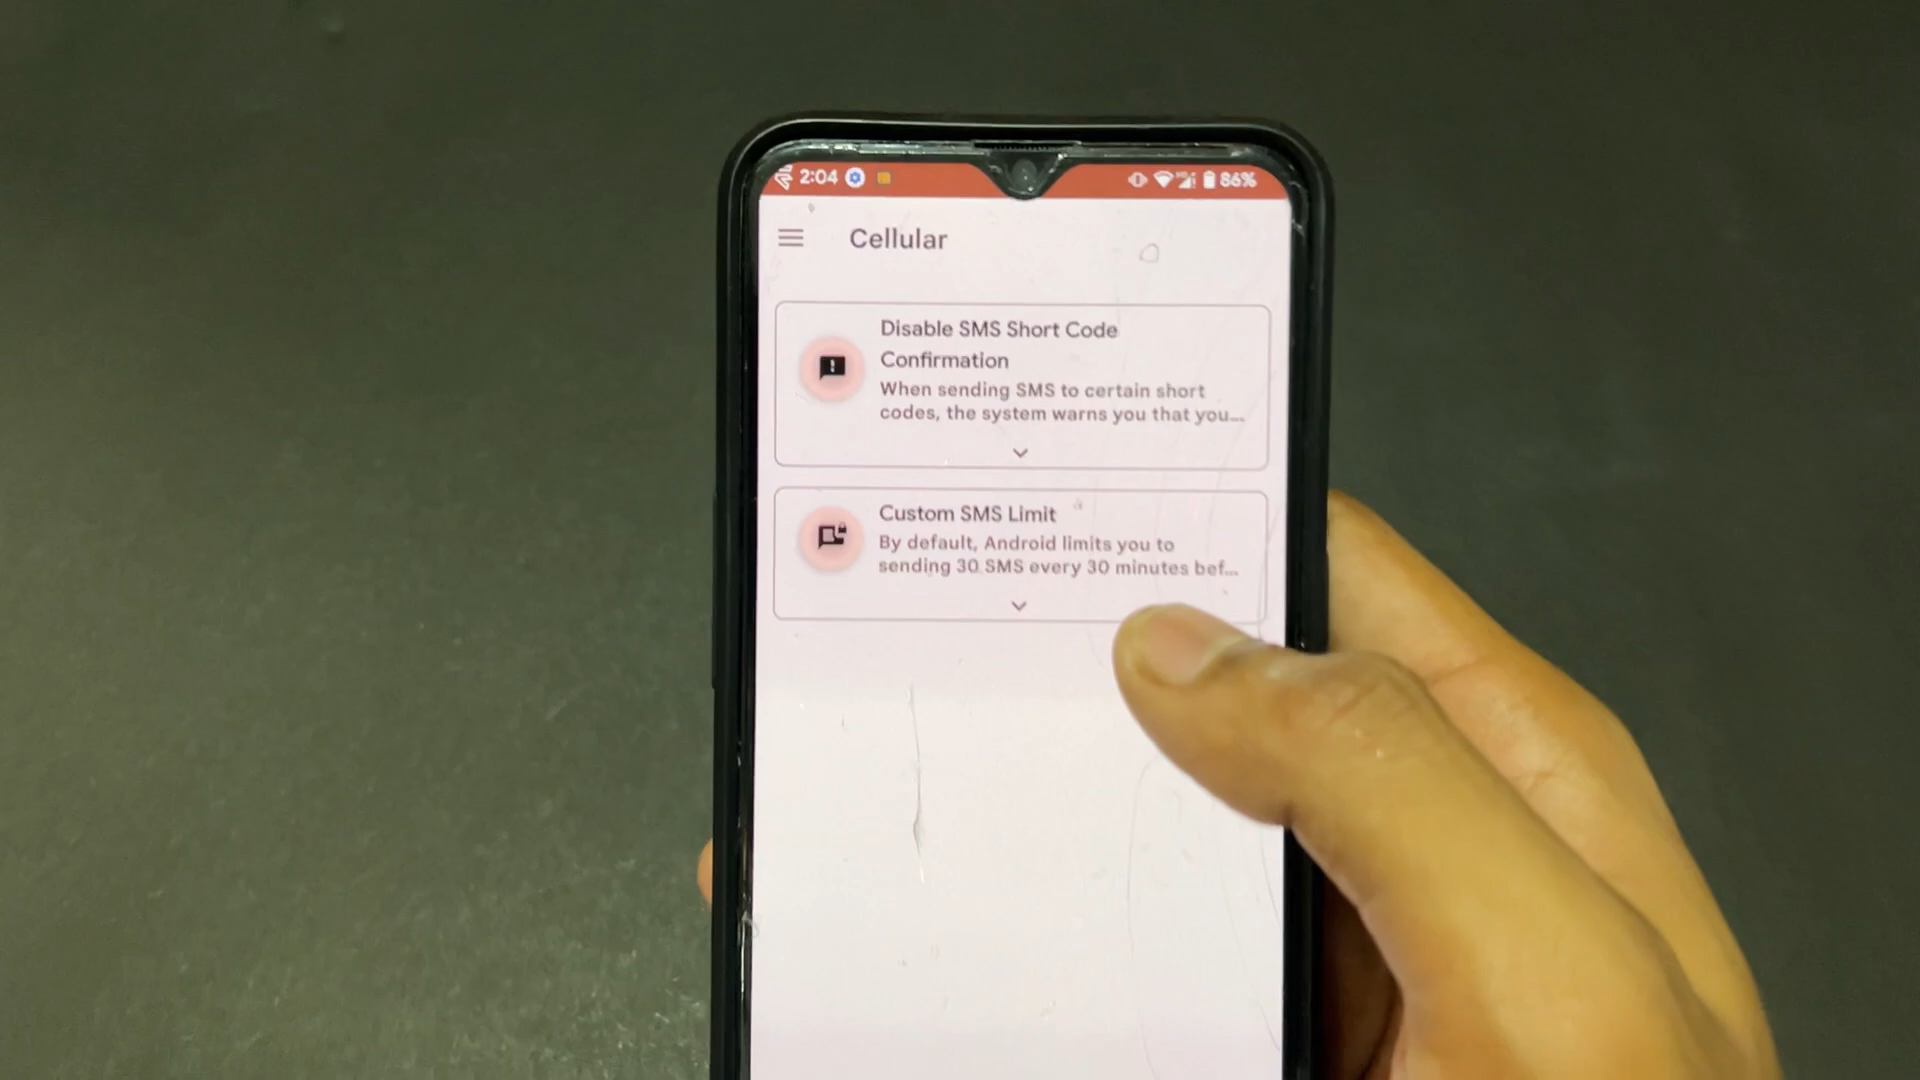 2:04
86%
Cellular
Disable SMS Short Code
Confirmation
When sending SMS to certain short
codes, the system warns you that you...
Custom SMS Limit
By default, Android limits you to
sending 30 SMS every 30 minutes bef...